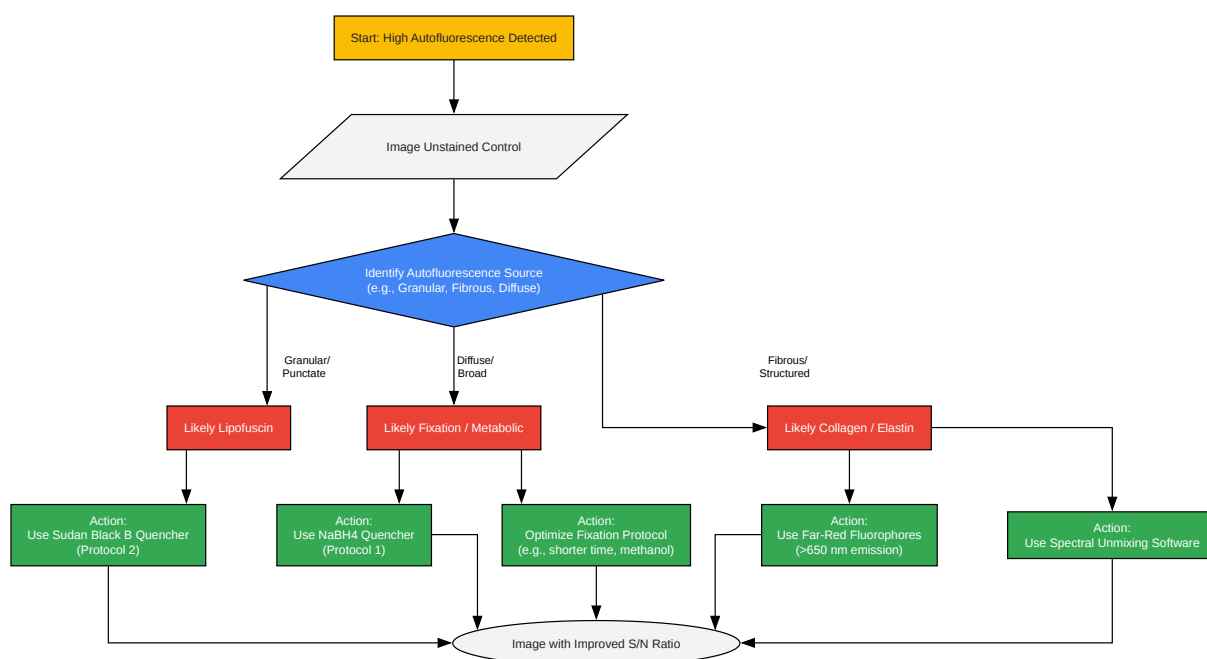 Start: High Autofluorescence Detected
Image Unstained Control
Identify Autofluorescence Source
(e.g., Granular, Fibrous, Diffuse)
Granular/
Punctate
Diffuse/
Broad
Fibrous/
Structured
Likely Lipofuscin
Likely Fixation / Metabolic
Likely Collagen / Elastin
Action:
Use Sudan Black B Quencher
(Protocol 2)
Action:
Use NaBH4 Quencher
(Protocol 1)
Action:
Optimize Fixation Protocol
(e.g., shorter time, methanol)
Action:
Use Far-Red Fluorophores
(>650 nm emission)
Action:
Use Spectral Unmixing Software
Image with Improved S/N Ratio